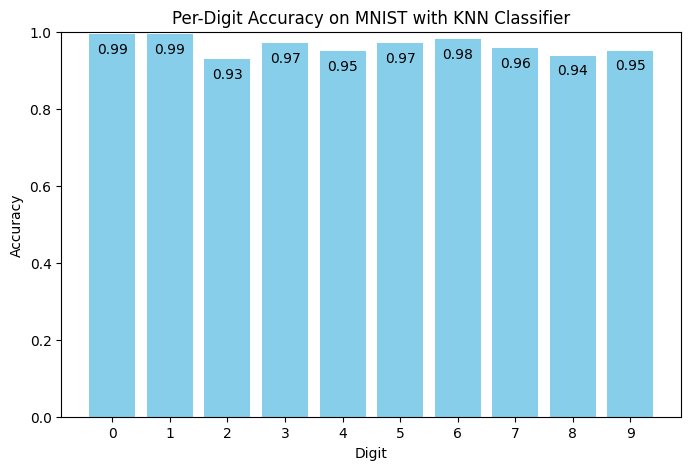 Per-Digit Accuracy on MNIST with KNN Classifier
1.0
0.8
0.6
0.4
0.2
0.0
Accuracy
0.99 0.99 0.93 0.97 0.95 0.97 0.98 0.96 0.94 0.95
0 1 2 3 4 5 6 7 8 9
Digit